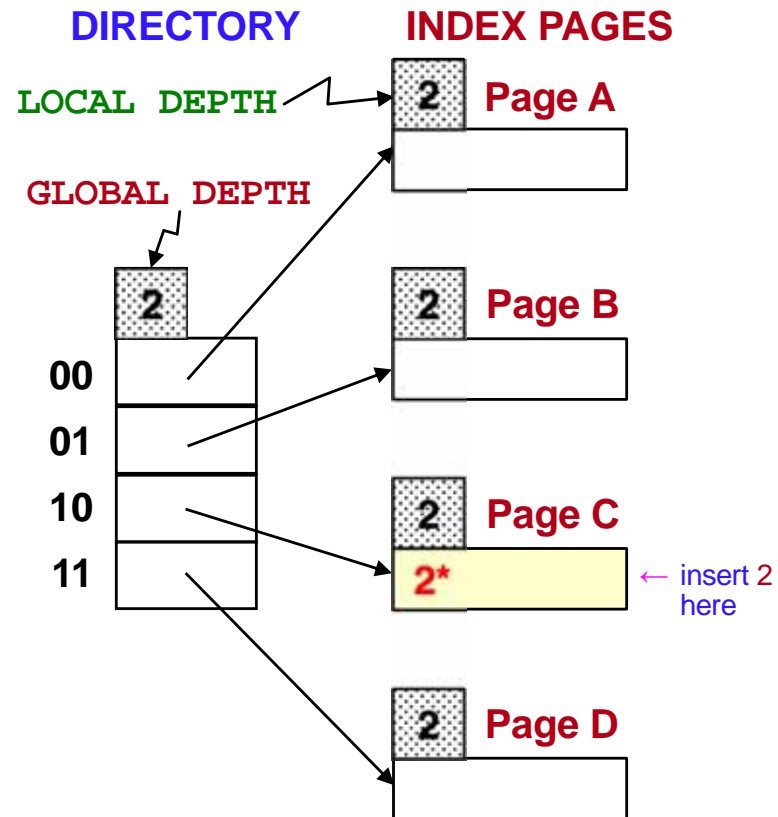 DIRECTORY
INDEX PAGES
LOCAL DEPTH
2 Page A
GLOBAL DEPTH
2
2 Page B
00
01
10
11
2 Page C
2*
← insert 2
here
2 Page D